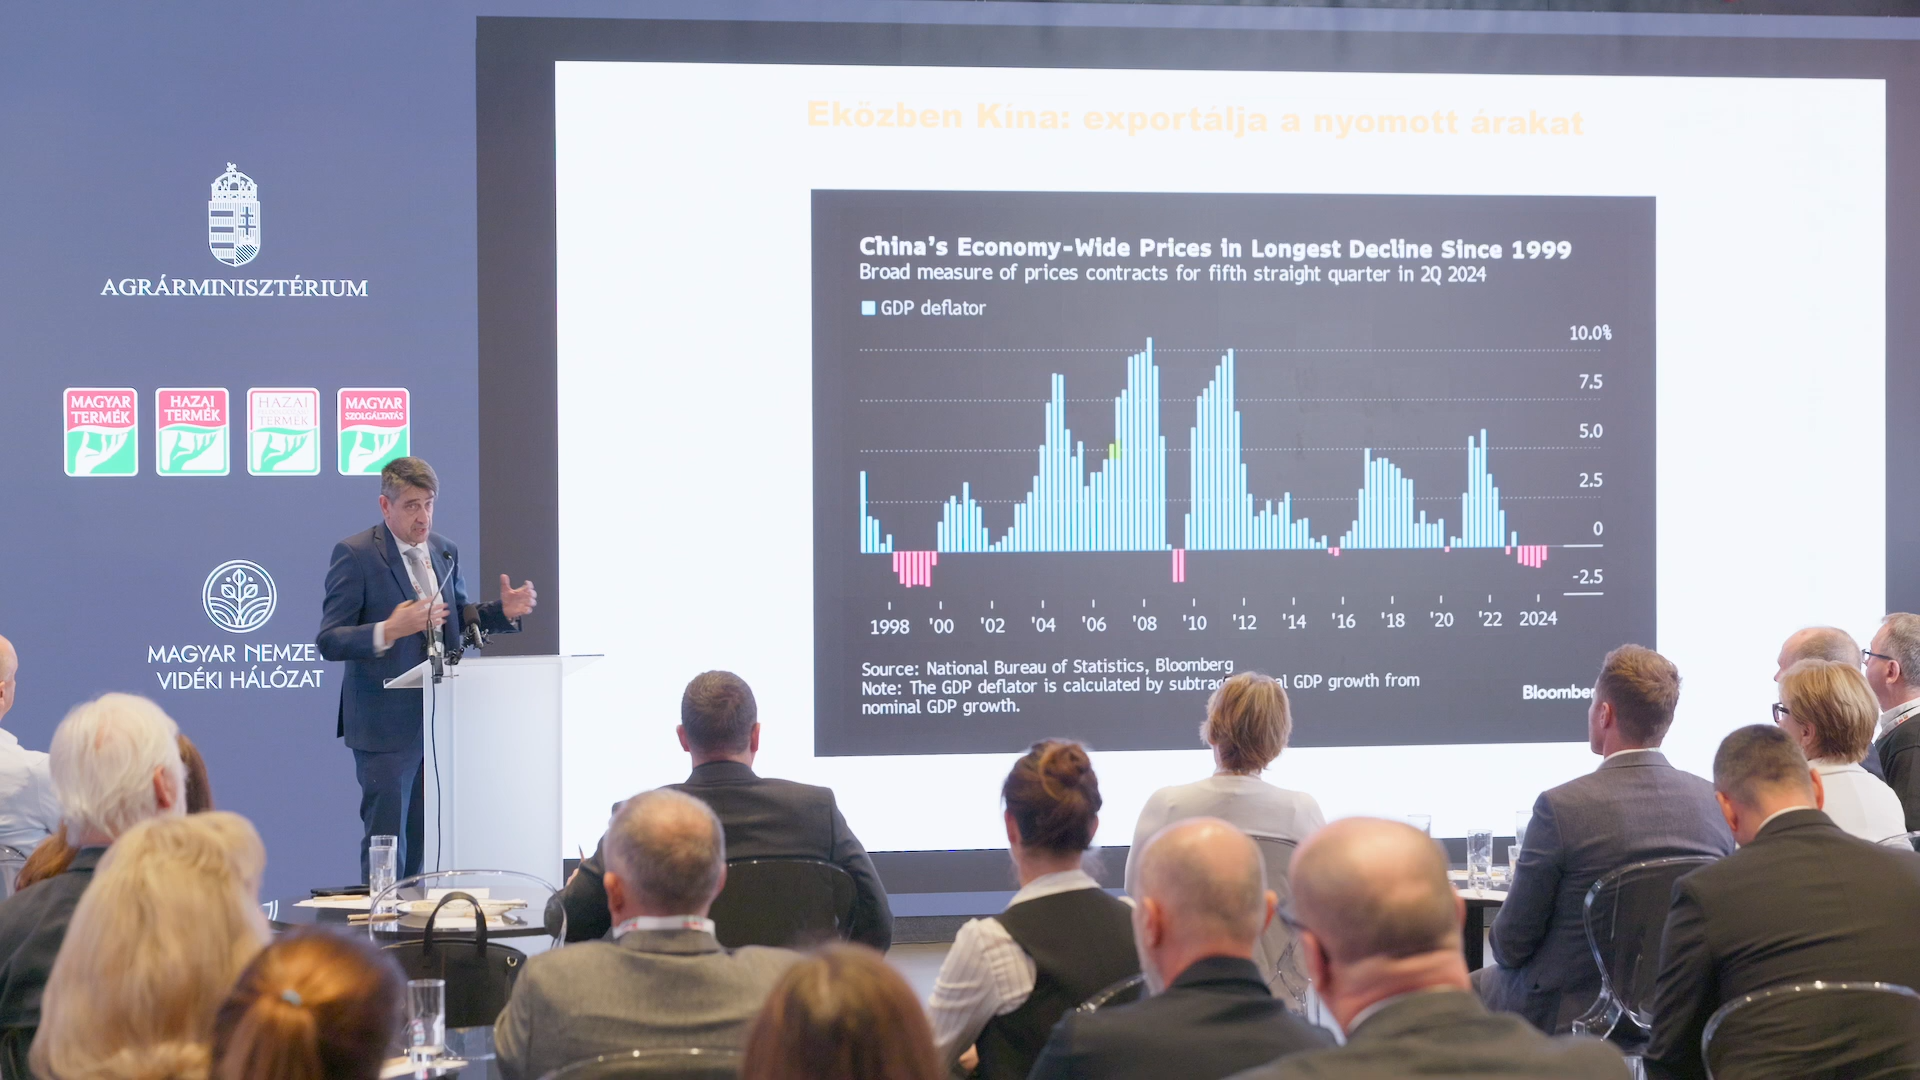 Eközben Kína: exportálja a nyomott árakat
China's Economy-Wide Prices in Longest Decline Since 1999
Broad measure of prices contracts for fifth straight quarter in 2Q 2024
GDP deflator
10.0%
7.5
5.0
2.5
0
-2.5
1998 '00 '02 '04 '06 '08 '10 '12 '14 '16 '18 '20 '22 2024
Source: National Bureau of Statistics, Bloomberg
Note: The GDP deflator is calculated by GDP growth from
nominal GDP growth.
AGRÁRMINISZTÉRIUM
MAGYAR
TERMÉK
HAZAI
TERMÉK
HAZAI
TERMÉK
MAGYAR
SZOLGÁLTATÁS
MAGYAR
VIDÉKI HÁLÓZAT